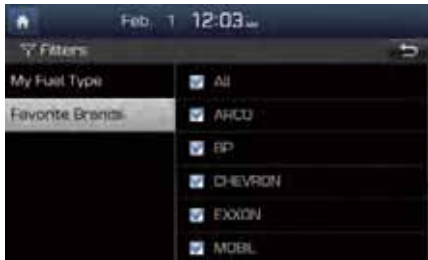 Feb. 1 12:03
Filters
My Fuel Type
Favorite Brands
All
ARCO
BP
CHEVRON
EXXON
MOBIL